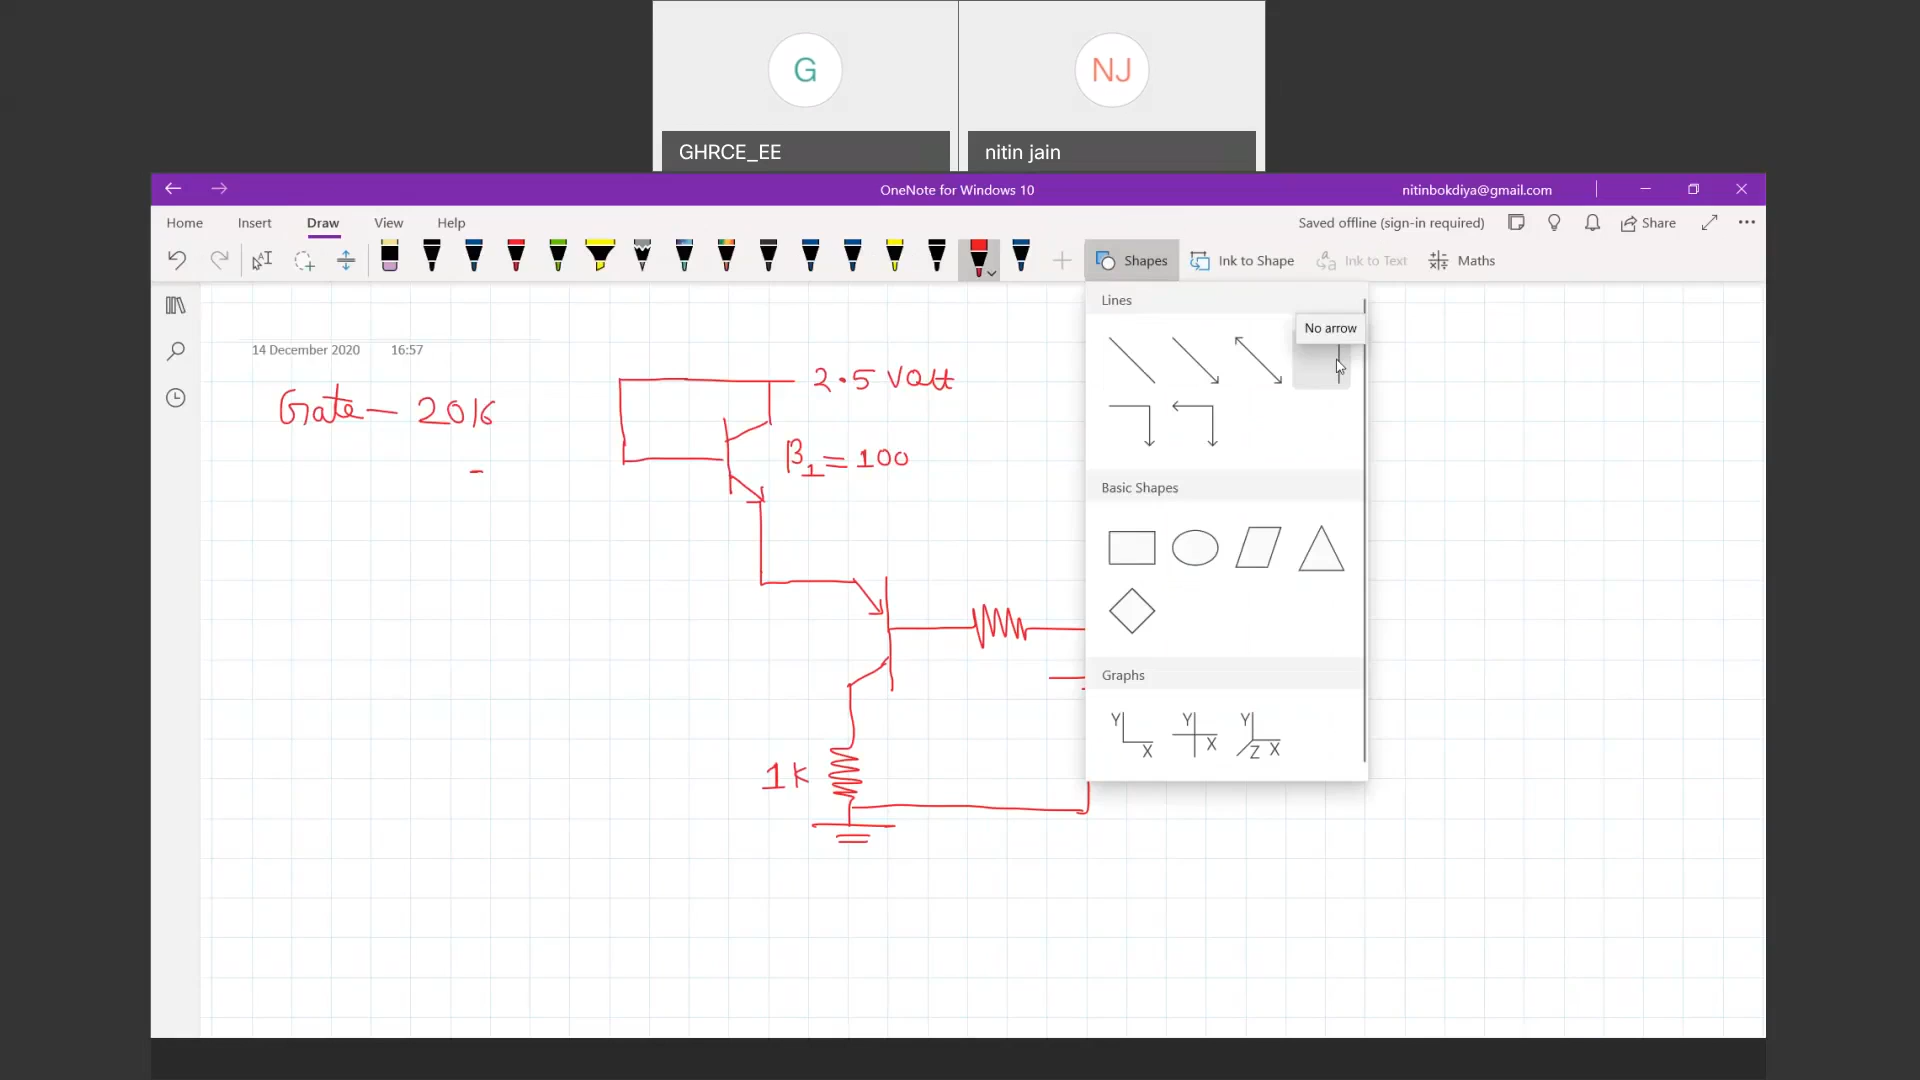 G
NJ
GHRCE_EE
nitin jain
OneNote for Windows 10
nitinbokdiya@gmail.com
Home
Insert
Draw
View
Help
Saved offline (sign-in required)
Share
Shapes
Ink to Shape
Ink to Text
Maths
Lines
No arrow
14 December 2020
16:57
Gate - 2016
2.5 Volt
β1 = 100
Basic Shapes
Graphs
Y
X
Y
X
Y
Z
X
1K